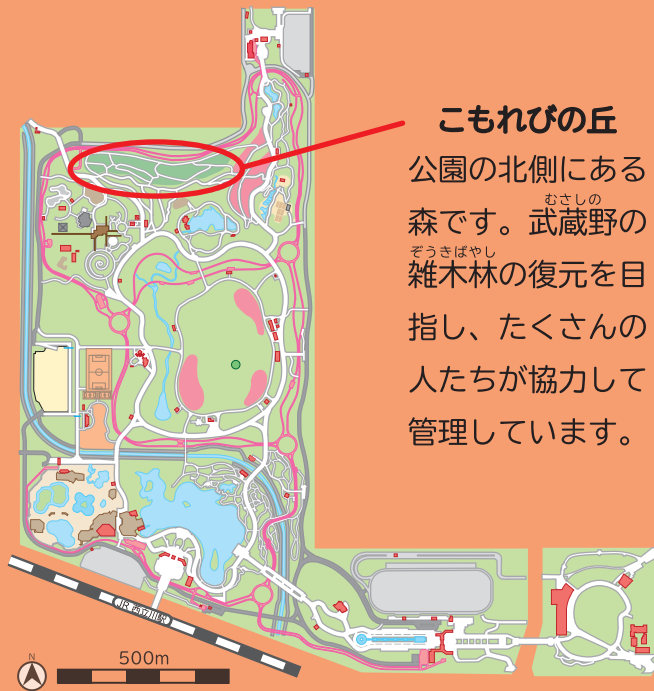 こもれびの丘
公園の北側にある
森です。武蔵野の
むさしの
雑木林の復元を目
ぞうきばやし
指し、たくさんの
人たちが協力して
管理しています。
JR 西立川駅
N
500m